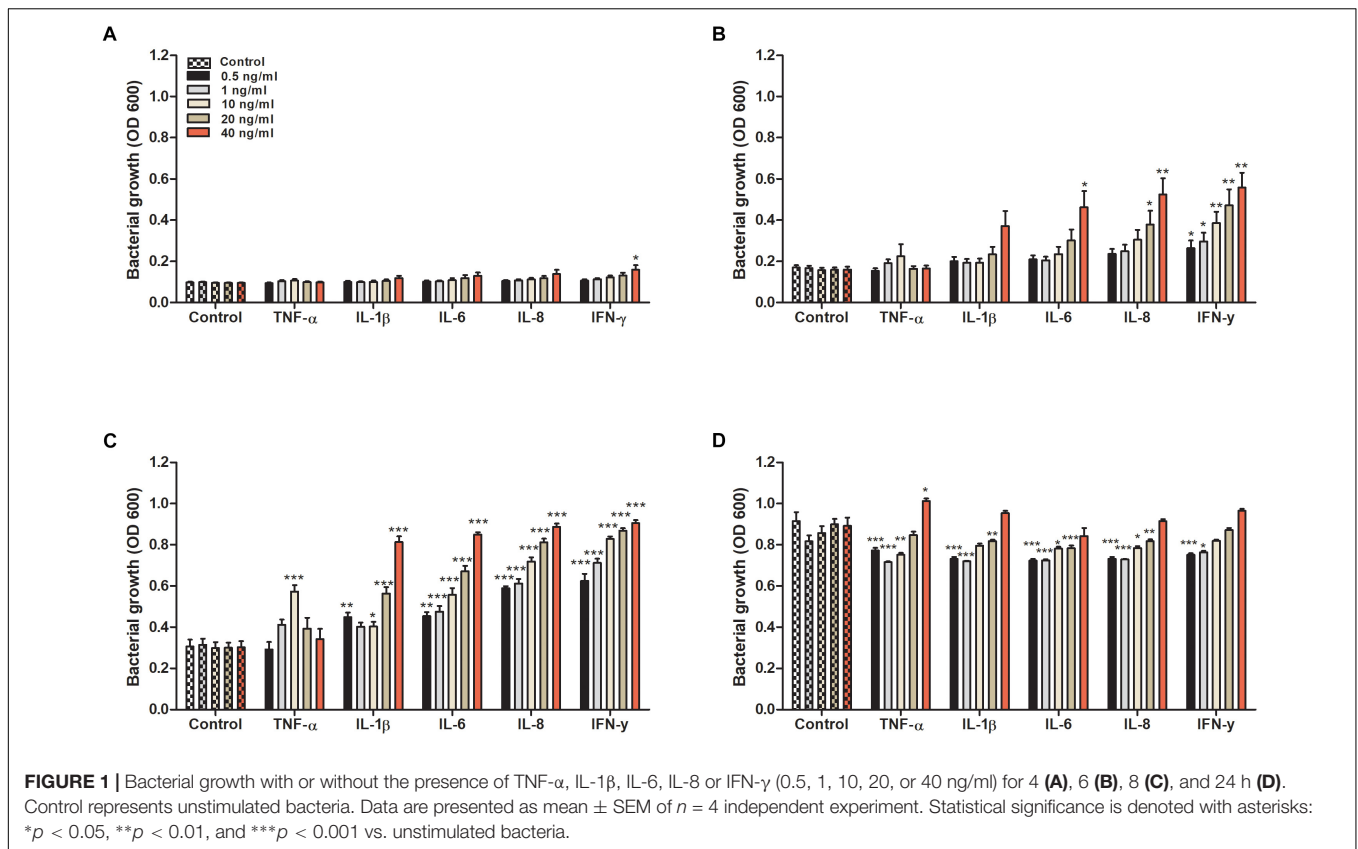 A
1.2
1.0
0.8
0.6
0.4
0.2
0.0
Bacterial growth (OD 600)
Control
0.5 ng/ml
1 ng/ml
10 ng/ml
20 ng/ml
40 ng/ml
*
Control TNF-α IL-1β IL-6 IL-8 IFN-γ
B
1.2
1.0
0.8
0.6
0.4
0.2
0.0
Bacterial growth (OD 600)
* * ** * * ** ** **
Control TNF-α IL-1β IL-6 IL-8 IFN-y
C
1.2
1.0
0.8
0.6
0.4
0.2
0.0
Bacterial growth (OD 600)
*** ** * *** *** ** *** *** *** *** *** *** *** *** *** *** *** *** *** ***
Control TNF-α IL-1β IL-6 IL-8 IFN-y
D
1.2
1.0
0.8
0.6
0.4
0.2
0.0
Bacterial growth (OD 600)
*** *** ** * *** *** ** *** *** * *** *** *** * ** *** *
Control TNF-α IL-1β IL-6 IL-8 IFN-y
FIGURE 1 | Bacterial growth with or without the presence of TNF-α, IL-1β, IL-6, IL-8 or IFN-γ (0.5, 1, 10, 20, or 40 ng/ml) for 4 (A), 6 (B), 8 (C), and 24 h (D).
Control represents unstimulated bacteria. Data are presented as mean ± SEM of n = 4 independent experiment. Statistical significance is denoted with asterisks:
*p < 0.05, **p < 0.01, and ***p < 0.001 vs. unstimulated bacteria.